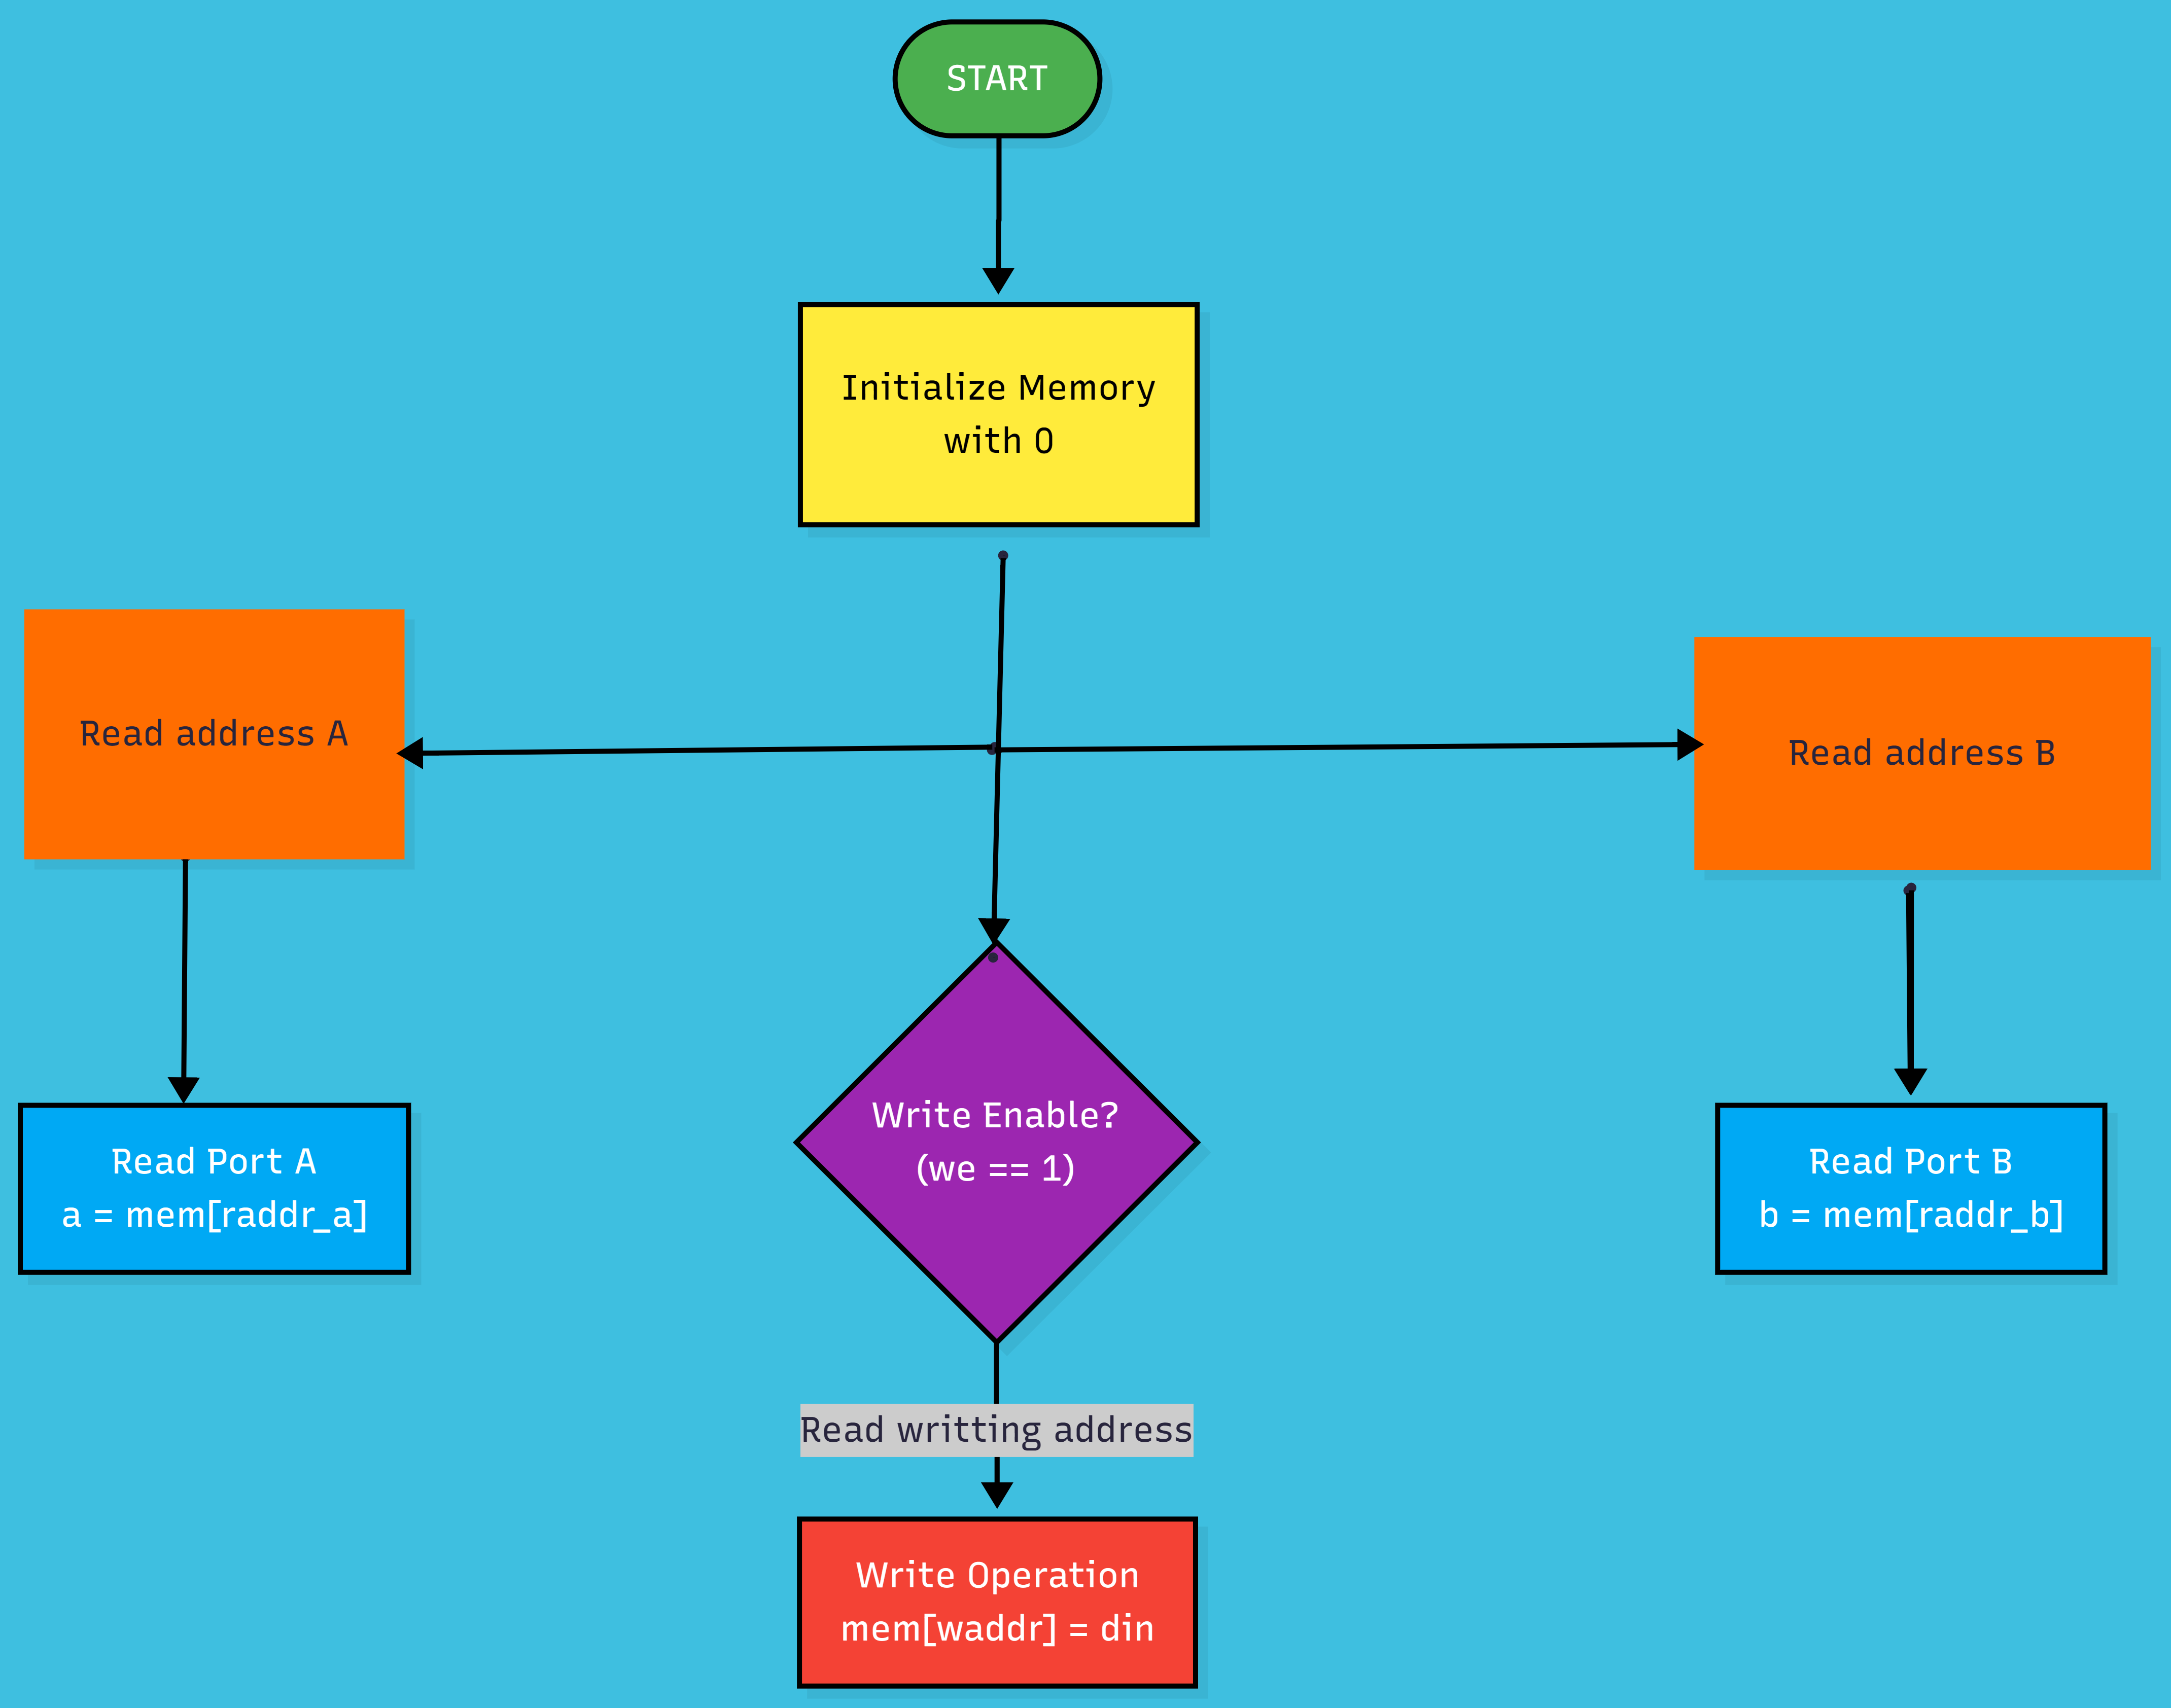 START
Initialize Memory
with 0
Read address A
Read address B
Read Port A
a = mem[raddr_a]
Write Enable?
(we == 1)
Read Port B
b = mem[raddr_b]
Read writting address
Write Operation
mem[waddr] = din